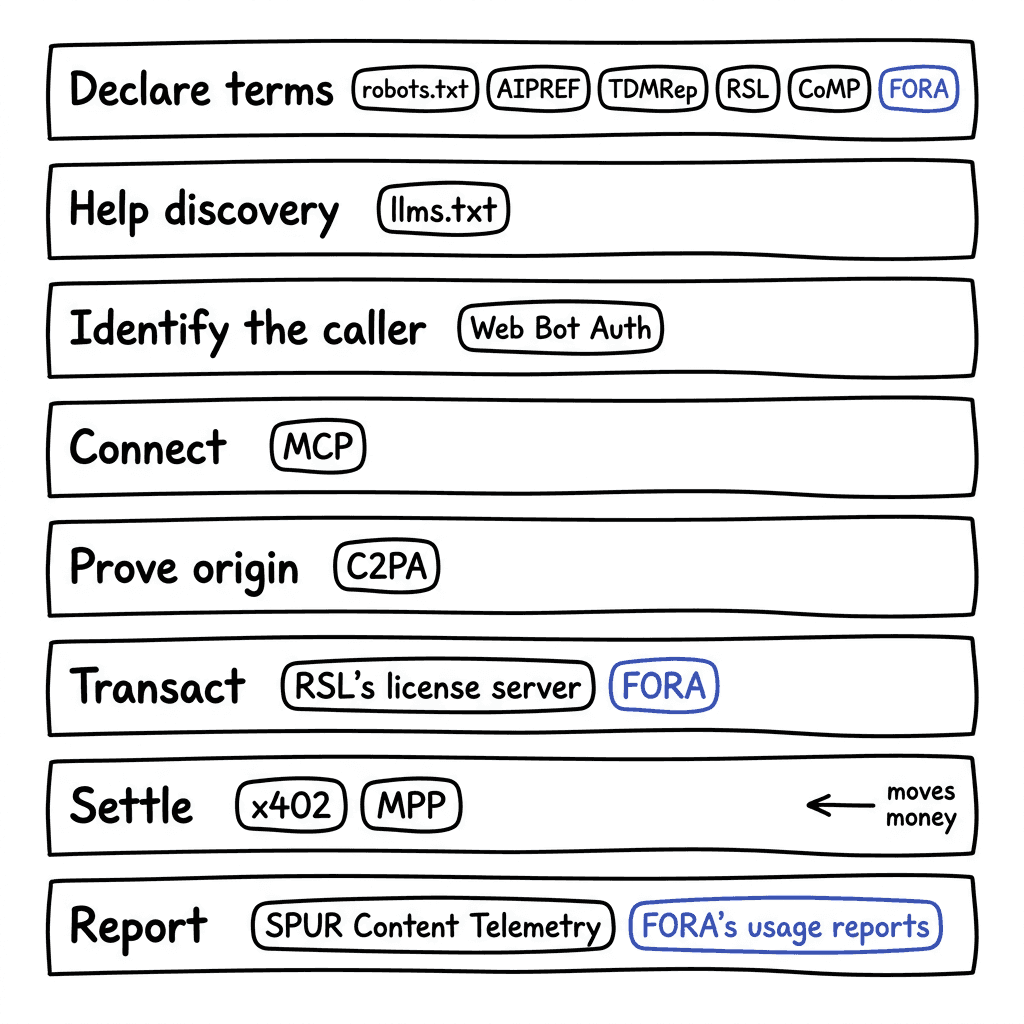 Declare terms robots.txt AIPREF TDMRep RSL CoMP FORA
Help discovery llms.txt
Identify the caller Web Bot Auth
Connect MCP
Prove origin C2PA
Transact RSL’s license server FORA
Settle x402 MPP moves
money
Report SPUR Content Telemetry FORA’s usage reports